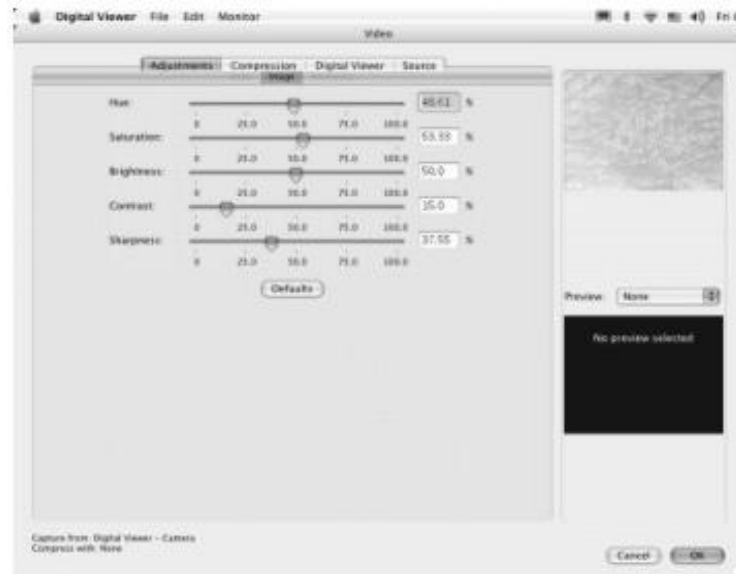 Digital Viewer File Edit Monitor Fri
Video
Adjustments Compression Digital Viewer Source
Image
Hue: %
0 25.0 50.0 75.0 100.0
Saturation: 53.33 %
0 25.0 50.0 75.0 100.0
Brightness: 50.0 %
0 25.0 50.0 75.0 100.0
Contrast: 15.0 %
0 25.0 50.0 75.0 100.0
Sharpness: 37.55 %
0 25.0 50.0 75.0 100.0
Defaults
Preview: None
No preview selected
Capture from: Digital Viewer - Camera
Compress with: None
Cancel OK